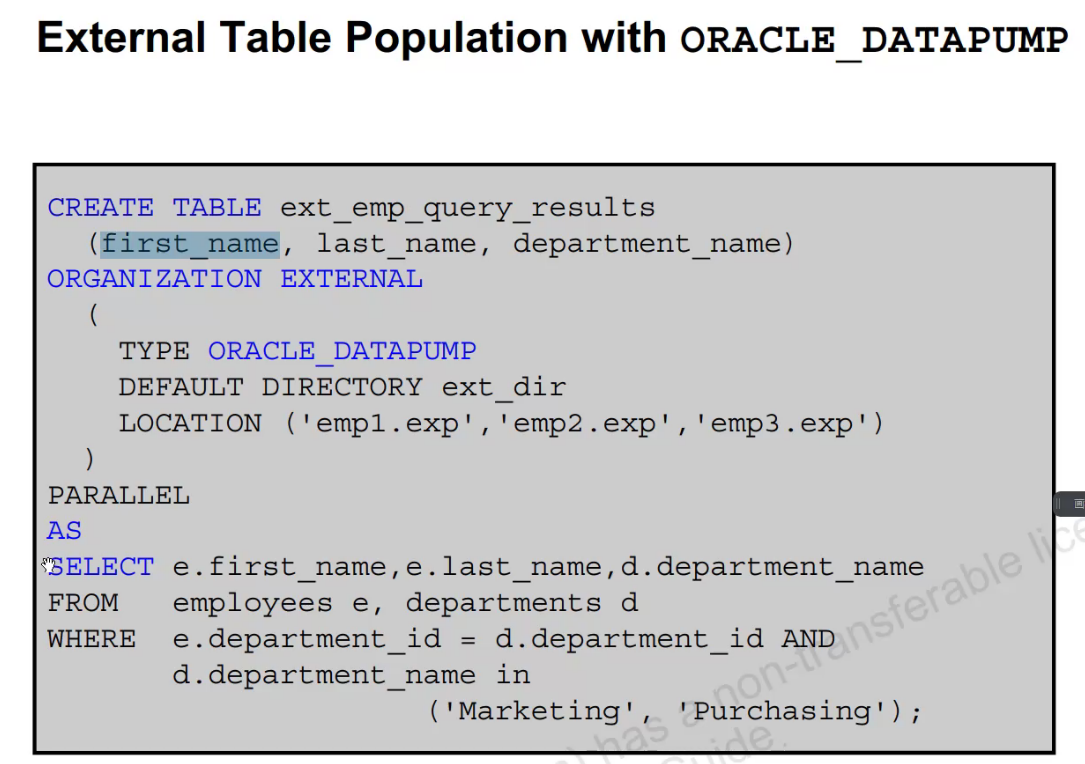 External Table Population with ORACLE_DATAPUMP
CREATE TABLE ext_emp_query_results
(first_name, last_name, department_name)
ORGANIZATION EXTERNAL
(
TYPE ORACLE_DATAPUMP
DEFAULT DIRECTORY ext_dir
LOCATION ('emp1.exp','emp2.exp','emp3.exp')
)
PARALLEL
AS
SELECT e.first_name,e.last_name,d.department_name
FROM employees e, departments d
WHERE e.department_id = d.department_id AND
d.department_name in
('Marketing', 'Purchasing');
has a non-transferable